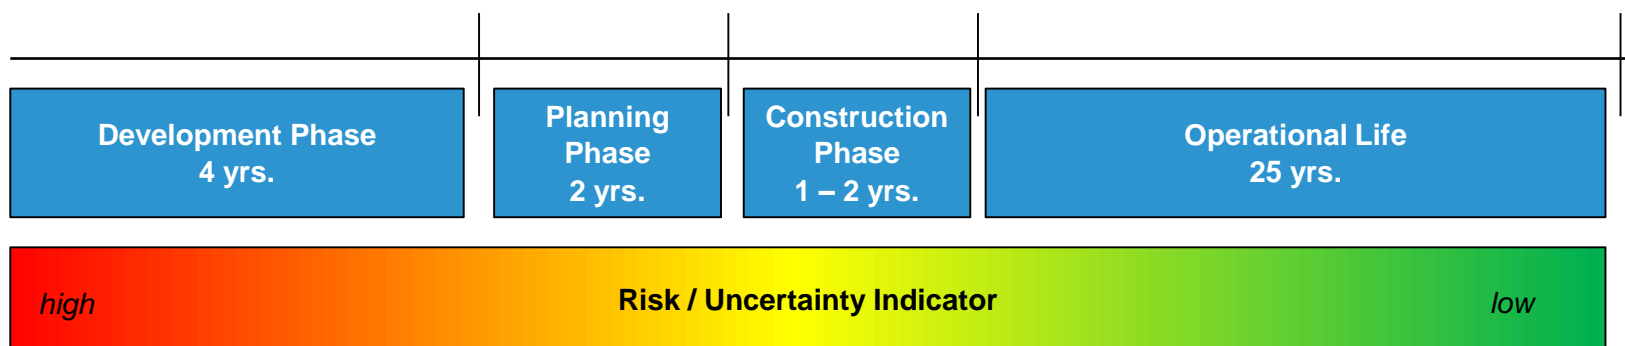 Development Phase
4 yrs.
Planning
Phase
2 yrs.
Construction
Phase
1 – 2 yrs.
Operational Life
25 yrs.
high
Risk / Uncertainty Indicator
low